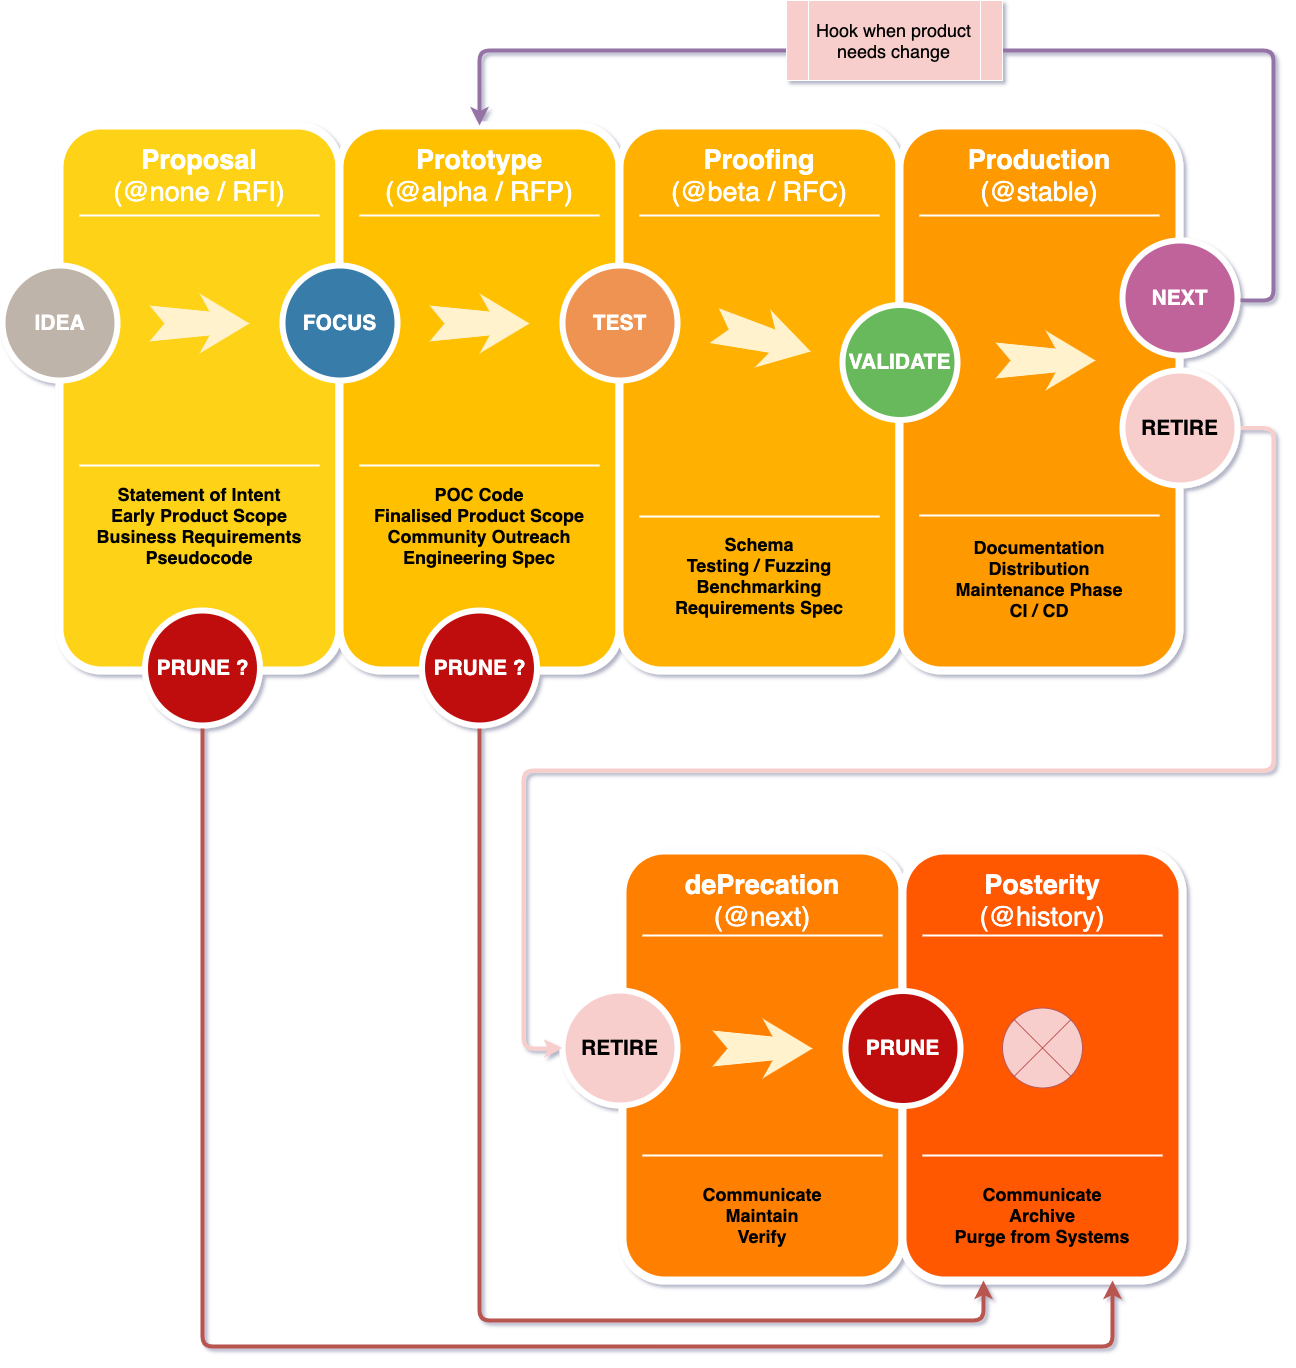 Hook when product
needs change
Proposal
(@none / RFI)
Prototype
(@alpha / RFP)
Proofing
(@beta / RFC)
Production
(@stable)
IDEA
FOCUS
TEST
VALIDATE
NEXT
RETIRE
Statement of Intent
Early Product Scope
Business Requirements
Pseudocode
POC Code
Finalised Product Scope
Community Outreach
Engineering Spec
Schema
Testing / Fuzzing
Benchmarking
Requirements Spec
Documentation
Distribution
Maintenance Phase
CI / CD
PRUNE ?
PRUNE ?
dePrecation
(@next)
Posterity
(@history)
RETIRE
PRUNE
Communicate
Maintain
Verify
Communicate
Archive
Purge from Systems